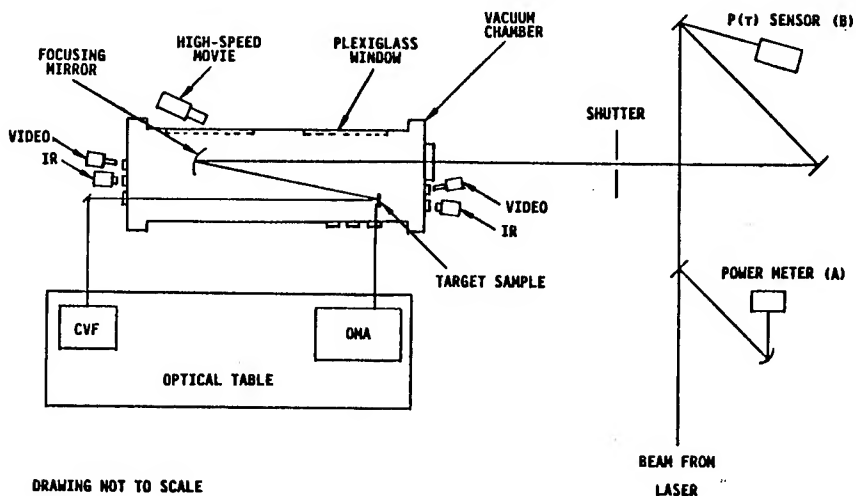 VACUUM
CHAMBER
P(τ) SENSOR (B)
HIGH-SPEED
MOVIE
PLEXIGLASS
WINDOW
FOCUSING
MIRROR
SHUTTER
VIDEO
IR
VIDEO
IR
TARGET SAMPLE
POWER METER (A)
CVF
OMA
OPTICAL TABLE
BEAM FROM
LASER
DRAWING NOT TO SCALE